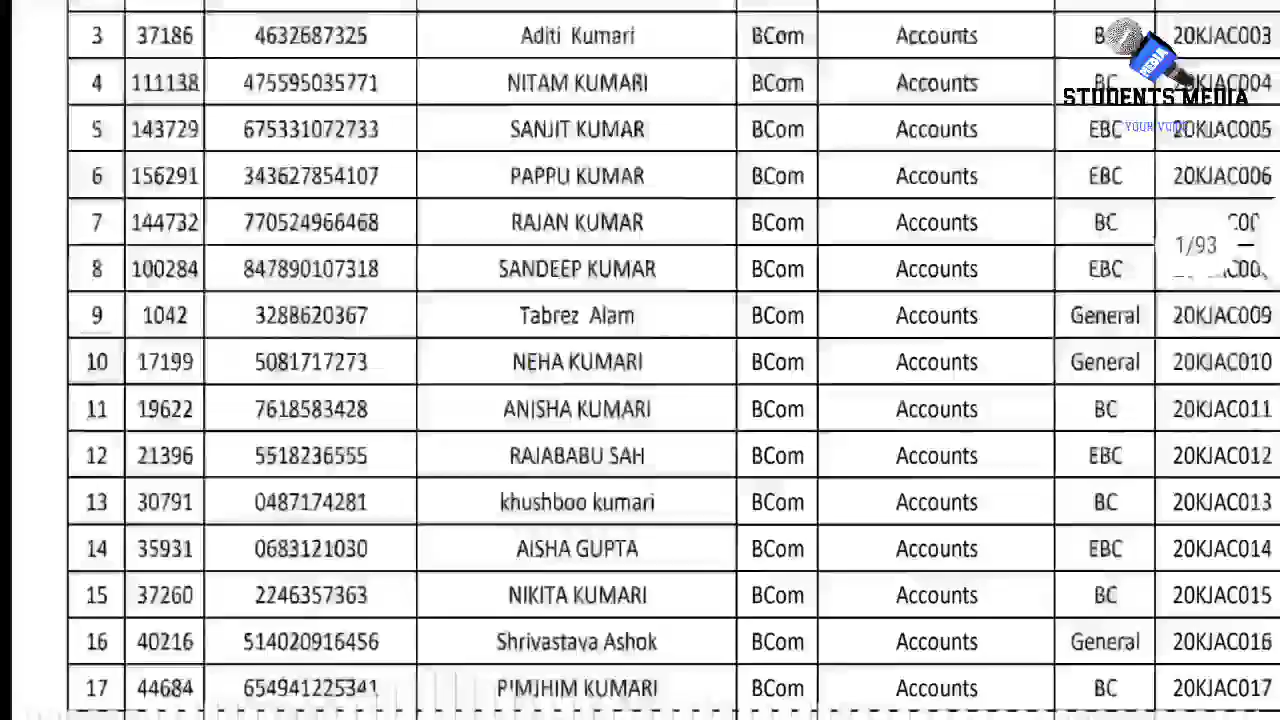 3 37186 4632687325 Aditi Kumari BCom Accounts 20KJAC003
4 111138 475595035771 NITAM KUMARI BCom Accounts BC
MEDIA
STUDENTS MEDIA
5 143729 675331072733 SANJIT KUMAR BCom Accounts EBC 20KJAC005
YOUR
6 156291 343627854107 PAPPU KUMAR BCom Accounts EBC 20KJAC006
7 144732 770524966468 RAJAN KUMAR BCom Accounts BC
1/93
8 100284 847890107318 SANDEEP KUMAR BCom Accounts EBC
9 1042 3288620367 Tabrez Alam BCom Accounts General 20KJAC009
10 17199 5081717273 NEHA KUMARI BCom Accounts General 20KJAC010
11 19622 7618583428 ANISHA KUMARI BCom Accounts BC 20KJAC011
12 21396 5518236555 RAJABABU SAH BCom Accounts EBC 20KJAC012
13 30791 0487174281 khushboo kumari BCom Accounts BC 20KJAC013
14 35931 0683121030 AISHA GUPTA BCom Accounts EBC 20KJAC014
15 37260 2246357363 NIKITA KUMARI BCom Accounts BC 20KJAC015
16 40216 514020916456 Shrivastava Ashok BCom Accounts General 20KJAC016
17 44684 654941225341 KUMARI BCom Accounts BC 20KJAC017